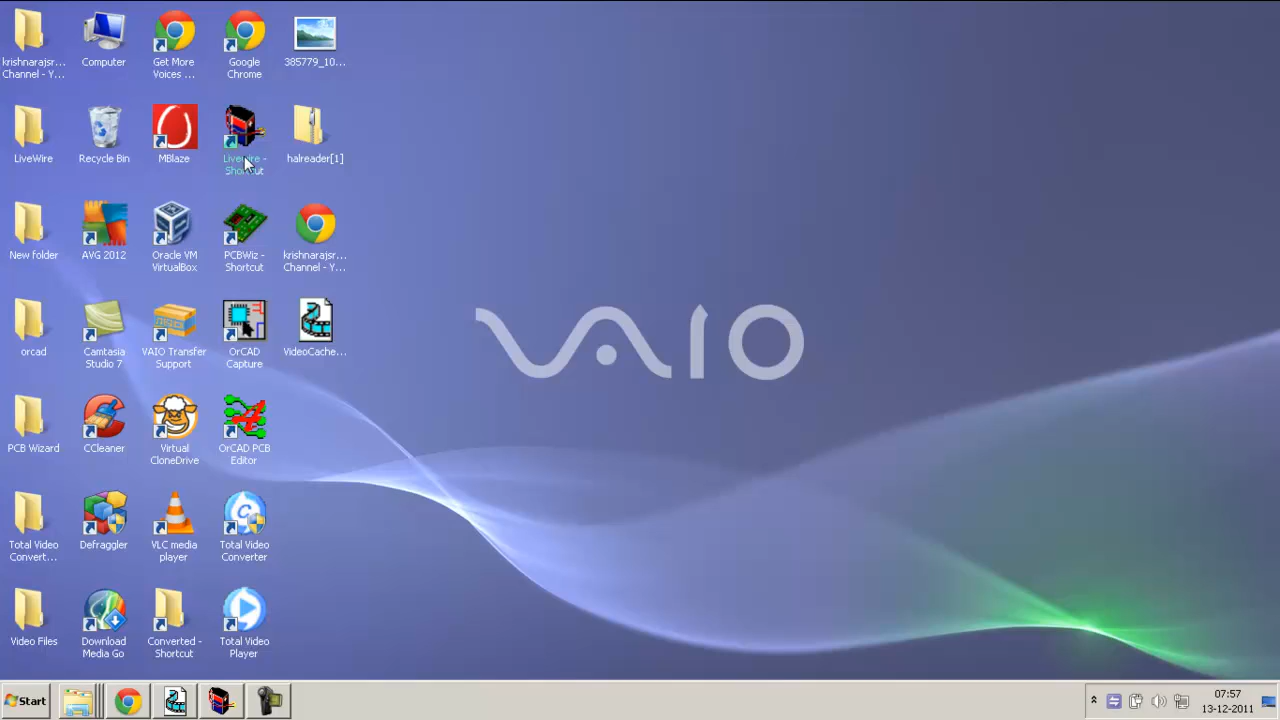 krishnarajsr...
Channel - Y...
Computer
Get More
Voices ...
Google
Chrome
385779_10...
LiveWire
Recycle Bin
MBlaze
Livewire -
Shortcut
halreader[1]
New folder
AVG 2012
Oracle VM
VirtualBox
PCBWiz -
Shortcut
krishnarajsr...
Channel - Y...
orcad
Camtasia
Studio 7
VAIO Transfer
Support
OrCAD
Capture
VideoCache...
VAIO
PCB Wizard
CCleaner
Virtual
CloneDrive
OrCAD PCB
Editor
Total Video
Convert...
Defraggler
VLC media
player
Total Video
Converter
Video Files
Download
Media Go
Converted -
Shortcut
Total Video
Player
Start
07:57
13-12-2011